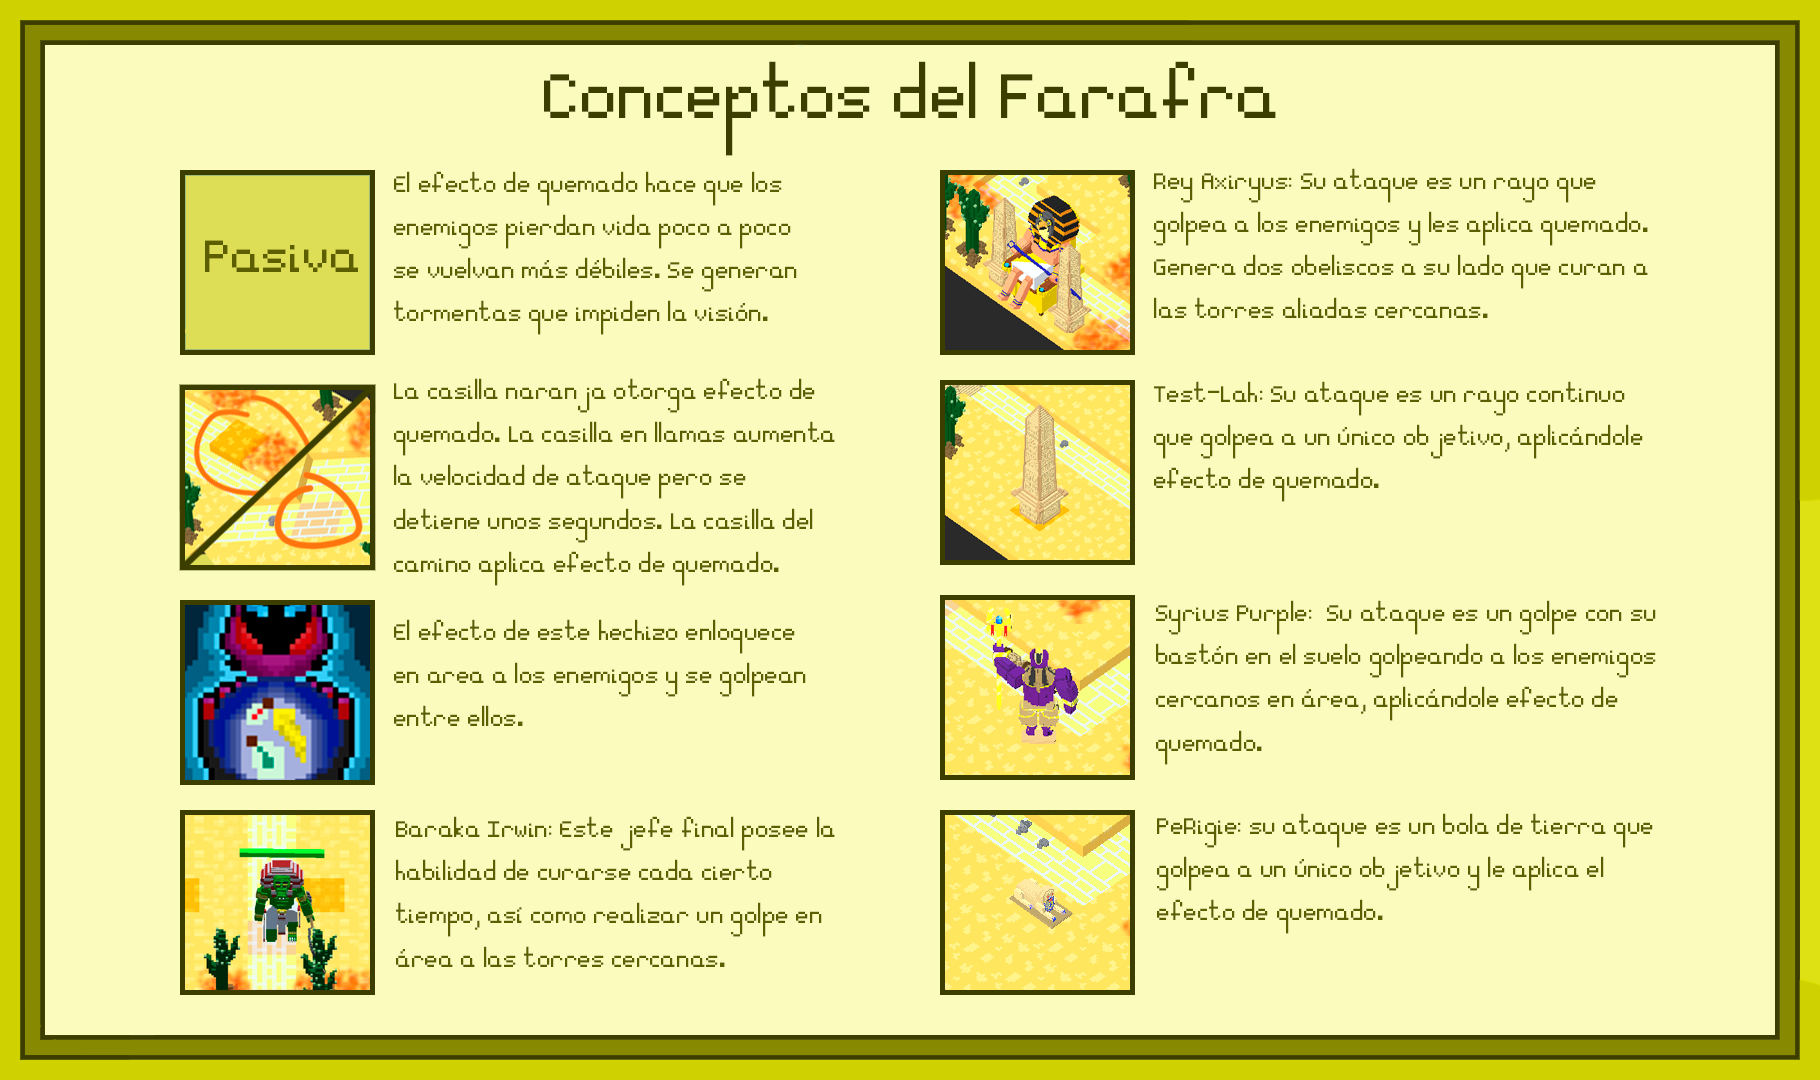 Conceptos del Farafra
Pasiva
El efecto de quemado hace que los
enemigos pierdan vida poco a poco
se vuelvan más débiles. Se generan
tormentas que impiden la visión.
La casilla naranja otorga efecto de
quemado. La casilla en llamas aumenta
la velocidad de ataque pero se
detiene unos segundos. La casilla del
camino aplica efecto de quemado.
El efecto de este hechizo enloquece
en area a los enemigos y se golpean
entre ellos.
Baraka Irwin: Este jefe final posee la
habilidad de curarse cada cierto
tiempo, así como realizar un golpe en
área a las torres cercanas.
Rey Axiryus: Su ataque es un rayo que
golpea a los enemigos y les aplica quemado.
Genera dos obeliscos a su lado que curan a
las torres aliadas cercanas.
Test-Lah: Su ataque es un rayo continuo
que golpea a un único objetivo, aplicándole
efecto de quemado.
Syrius Purple: Su ataque es un golpe con su
bastón en el suelo golpeando a los enemigos
cercanos en área, aplicándole efecto de
quemado.
PeRigie: su ataque es un bola de tierra que
golpea a un único objetivo y le aplica el
efecto de quemado.